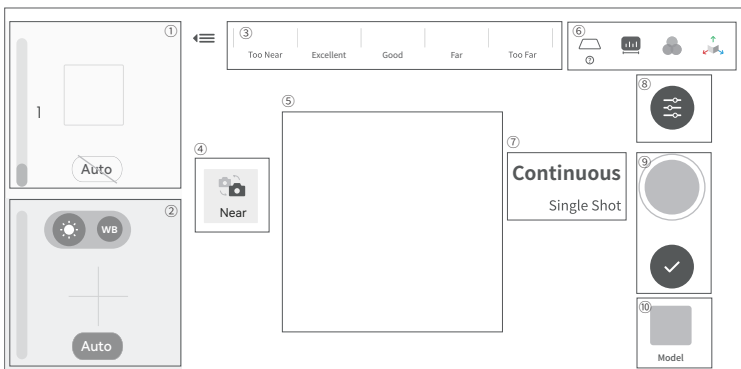 ①
1
Auto
②
WB
Auto
③
Too Near Excellent Good Far Too Far
④
Near
⑤
⑥
?
⑦
Continuous
Single Shot
⑧
⑨
⑩
Model